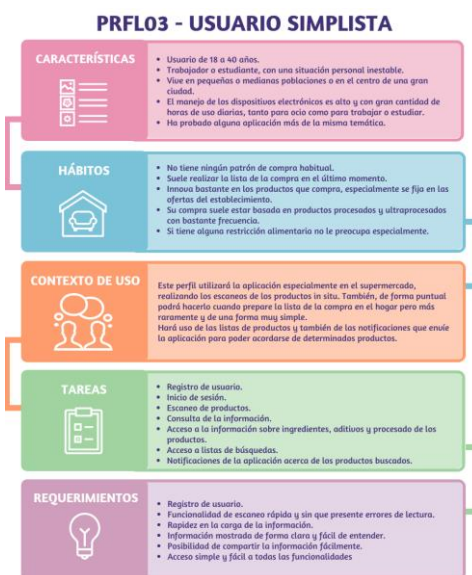 PRFL03 - USUARIO SIMPLISTA
CARACTERÍSTICAS
• Usuario de 18 a 40 años.
• Trabajador o estudiante, con una situación personal inestable.
• Vive en pequeñas o medianas poblaciones o en el centro de una gran
ciudad.
• El manejo de los dispositivos electrónicos es alto y con gran cantidad de
horas de uso diarias, tanto para ocio como para trabajar o estudiar.
• Ha probado alguna aplicación más de la misma temática.
HÁBITOS
• No tiene ningún patrón de compra habitual.
• Suele realizar la lista de la compra en el último momento.
• Innova bastante en los productos que compra, especialmente se fija en las
ofertas del establecimiento.
• Su compra suele estar basada en productos procesados y ultraprocesados
con bastante frecuencia.
• Si tiene alguna restricción alimentaria no le preocupa especialmente.
CONTEXTO DE USO
Este perfil utilizará la aplicación especialmente en el supermercado,
realizando los escaneos de los productos in situ. También, de forma puntual
podrá hacerlo cuando prepare la lista de la compra en el hogar pero más
raramente y de una forma muy simple.
Hará uso de las listas de productos y también de las notificaciones que envíe
la aplicación para poder acordarse de determinados productos.
TAREAS
• Registro de usuario.
• Inicio de sesión.
• Escaneo de productos.
• Consulta de la información.
• Acceso a la información sobre ingredientes, aditivos y procesado de los
productos.
• Acceso a listas de búsquedas.
• Notificaciones de la aplicación acerca de los productos buscados.
REQUERIMIENTOS
• Registro de usuario.
• Funcionalidad de escaneo rápida y sin que presente errores de lectura.
• Rapidez en la carga de la información.
• Información mostrada de forma clara y fácil de entender.
• Posibilidad de compartir la información fácilmente.
• Acceso simple y fácil a todas las funcionalidades